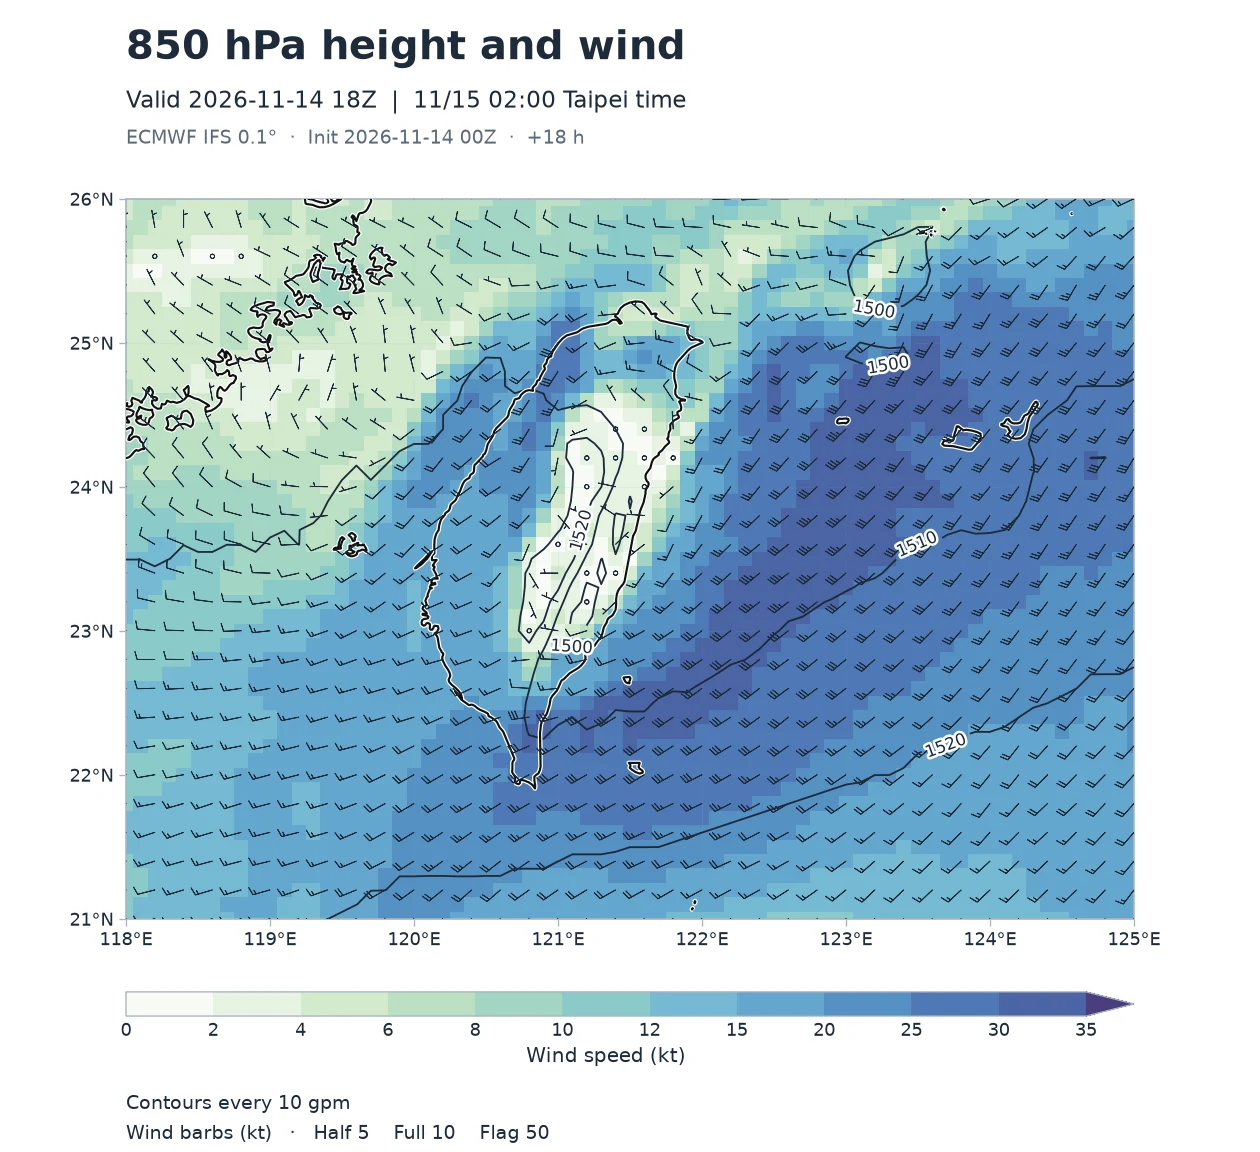 850 hPa height and wind
Valid 2026-11-14 18Z | 11/15 02:00 Taipei time
ECMWF IFS 0.1° · Init 2026-11-14 00Z · +18 h
26°N
1500
25°N
1500
24°N
1520
1510
23°N
1500
1520
22°N
21°N
118°E 119°E 120°E 121°E 122°E 123°E 124°E 125°E
0 2 4 6 8 10 12 15 20 25 30 35
Wind speed (kt)
Contours every 10 gpm
Wind barbs (kt) · Half 5 Full 10 Flag 50